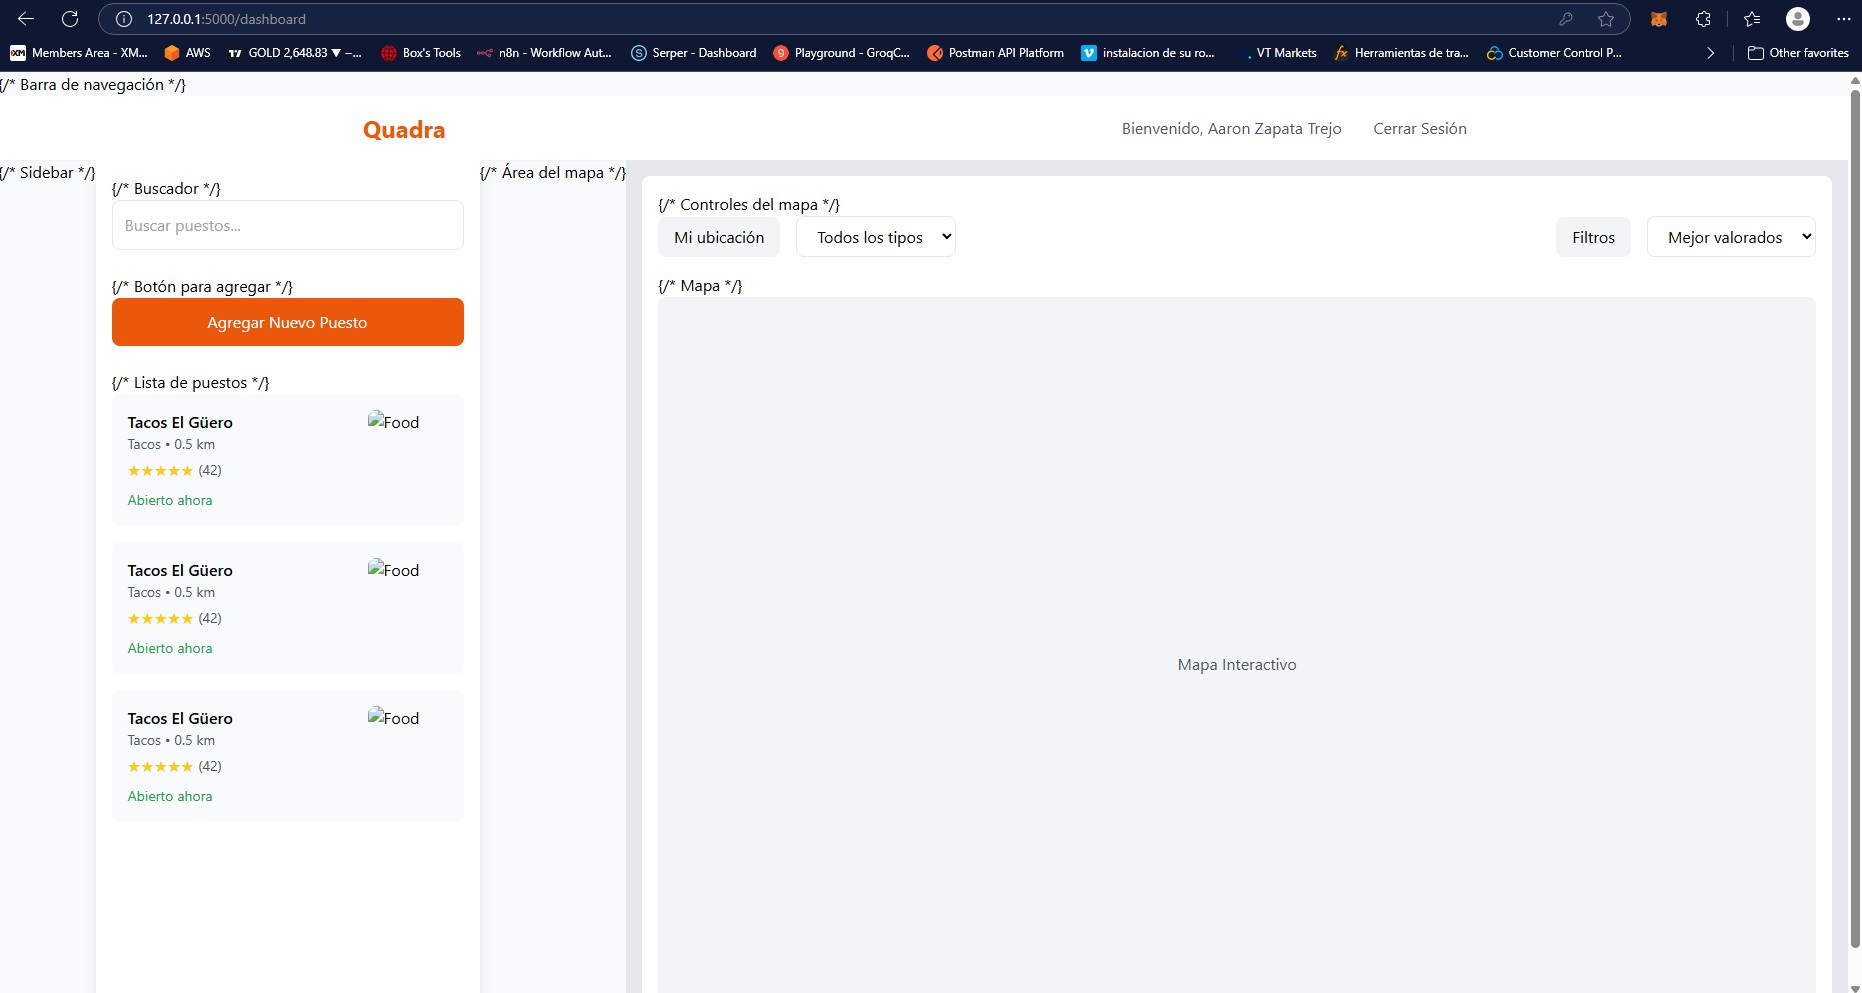 127.0.0.1:5000/dashboard
Members Area - XM...
AWS
GOLD 2,648.83 ▼ −...
Box's Tools
n8n - Workflow Aut...
Serper - Dashboard
Playground - GroqC...
Postman API Platform
instalacion de su ro...
VT Markets
Herramientas de tra...
Customer Control P...
Other favorites
{/* Barra de navegación */}
Quadra
Bienvenido, Aaron Zapata Trejo
Cerrar Sesión
{/* Sidebar */}
{/* Buscador */}
Buscar puestos...
{/* Botón para agregar */}
Agregar Nuevo Puesto
{/* Lista de puestos */}
Tacos El Güero
Food
Tacos • 0.5 km
★★★★★ (42)
Abierto ahora
Tacos El Güero
Food
Tacos • 0.5 km
★★★★★ (42)
Abierto ahora
Tacos El Güero
Food
Tacos • 0.5 km
★★★★★ (42)
Abierto ahora
{/* Área del mapa */}
{/* Controles del mapa */}
Mi ubicación
Todos los tipos
Filtros
Mejor valorados
{/* Mapa */}
Mapa Interactivo